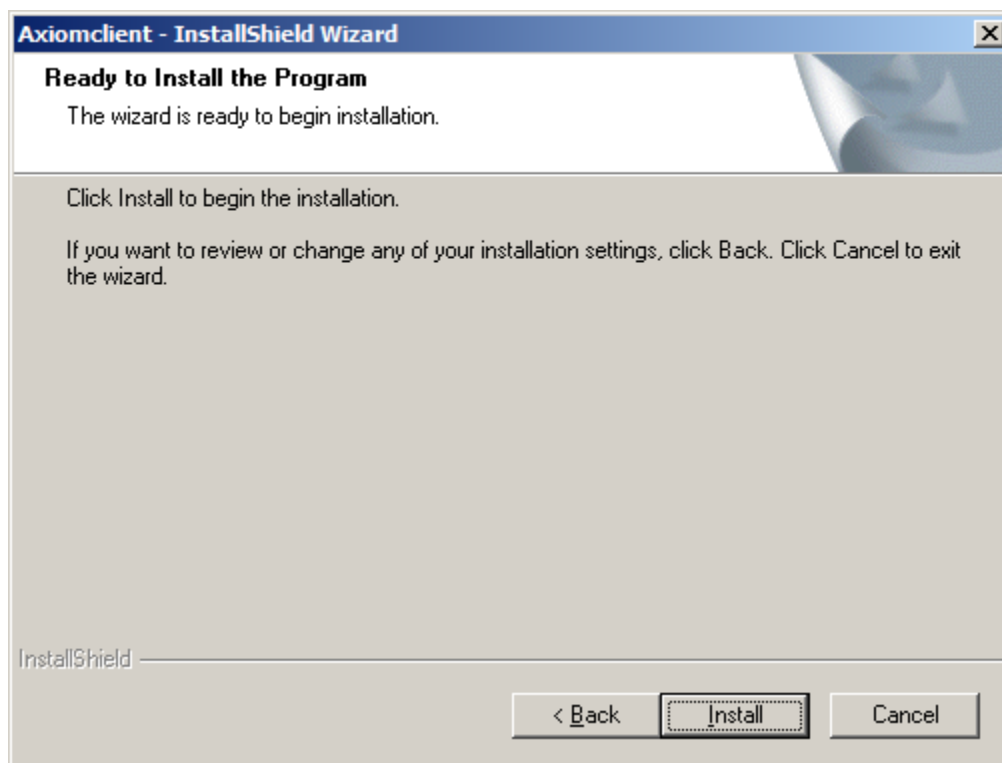 Axiomclient - InstallShield Wizard
Ready to Install the Program
The wizard is ready to begin installation.
Click Install to begin the installation.
If you want to review or change any of your installation settings, click Back. Click Cancel to exit
the wizard.
InstallShield
< Back Install Cancel